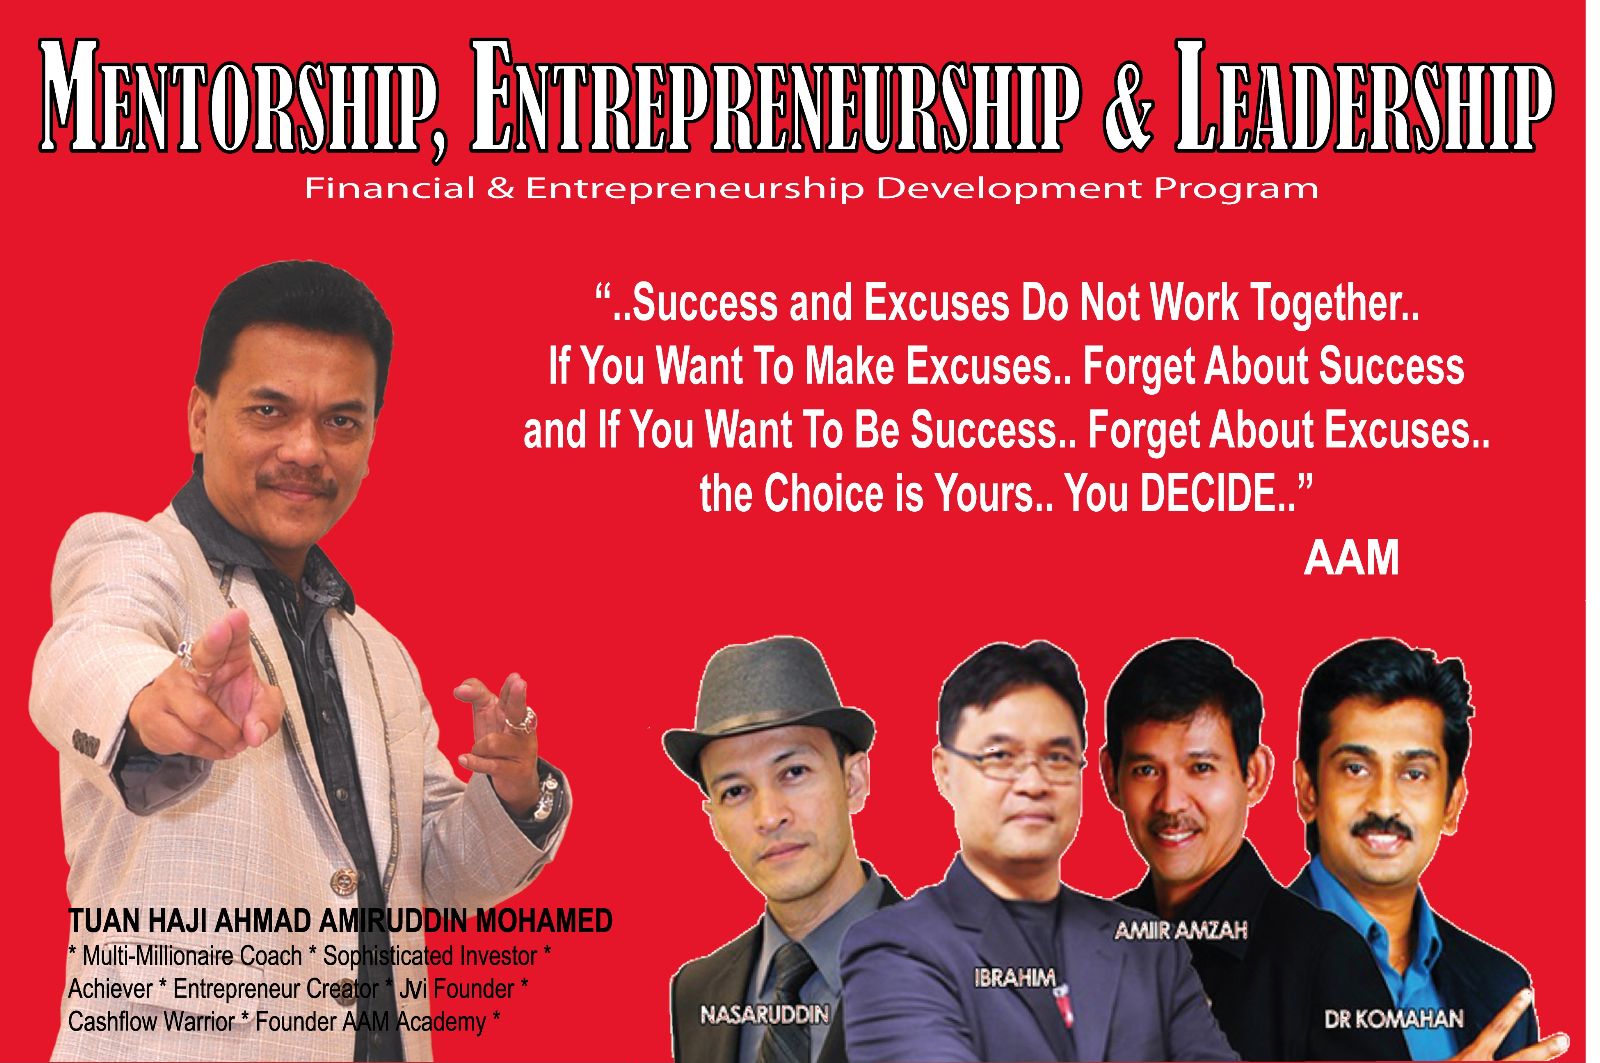 MENTORSHIP, ENTREPRENEURSHIP & LEADERSHIP
Financial & Entrepreneurship Development Program
“..Success and Excuses Do Not Work Together..
If You Want To Make Excuses.. Forget About Success
and If You Want To Be Success.. Forget About Excuses..
the Choice is Yours.. You DECIDE..”
AAM
TUAN HAJI AHMAD AMIRUDDIN MOHAMED
* Multi-Millionaire Coach * Sophisticated Investor *
Achiever * Entrepreneur Creator * Jvi Founder *
Cashflow Warrior * Founder AAM Academy *
NASARUDDIN
IBRAHIM
AMIIR AMZAH
DR KOMAHAN